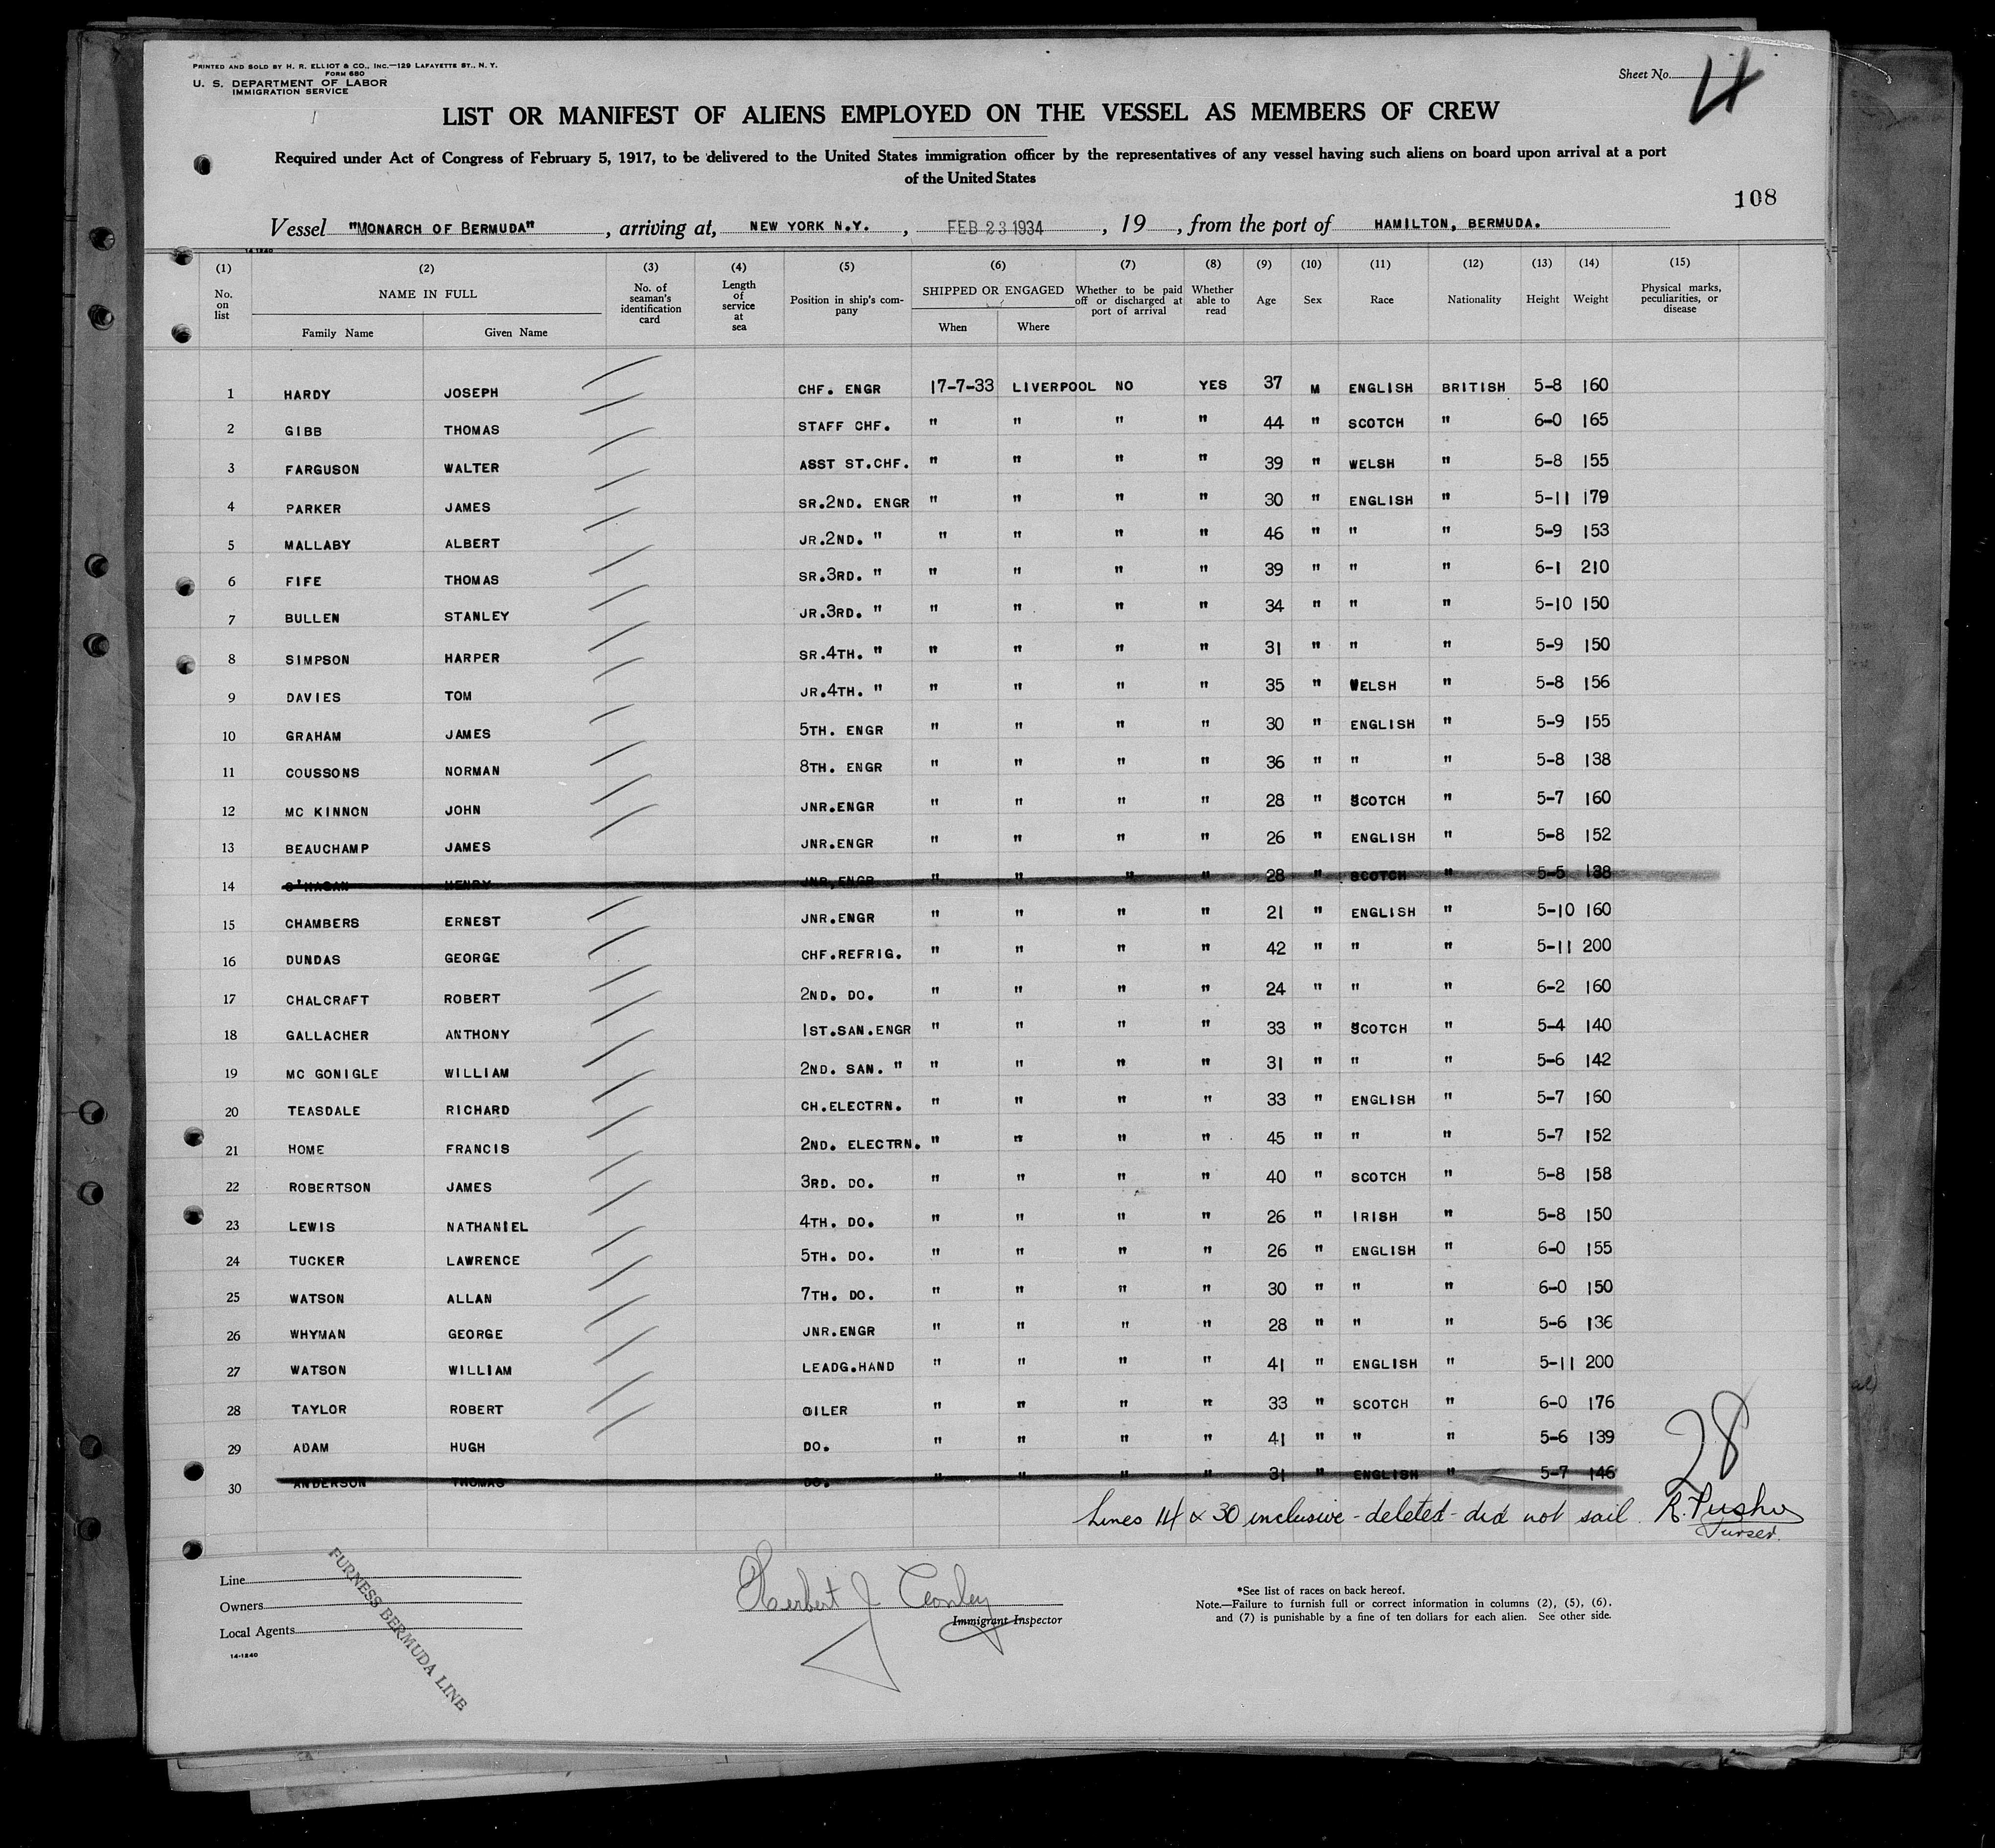 PRINTED AND SOLD BY H. R. ELLIOT & CO., INC.—129 LAFAYETTE ST., N. Y.
FORM 680
U. S. DEPARTMENT OF LABOR
IMMIGRATION SERVICE
Sheet No. 4
LIST OR MANIFEST OF ALIENS EMPLOYED ON THE VESSEL AS MEMBERS OF CREW
Required under Act of Congress of February 5, 1917, to be delivered to the United States immigration officer by the representatives of any vessel having such aliens on board upon arrival at a port
of the United States
108
Vessel "MONARCH OF BERMUDA", arriving at, NEW YORK N.Y., FEB 23 1934, 19 , from the port of HAMILTON, BERMUDA.
14-1240
(1) (2) (3) (4) (5) (6) (7) (8) (9) (10) (11) (12) (13) (14) (15)
No. on list NAME IN FULL Family Name Given Name No. of seaman's identification card Length of service at sea Position in ship's company SHIPPED OR ENGAGED When Where Whether to be paid off or discharged at port of arrival Whether able to read Age Sex Race Nationality Height Weight Physical marks, peculiarities, or disease
1 HARDY JOSEPH CHF. ENGR 17-7-33 LIVERPOOL NO YES 37 M ENGLISH BRITISH 5-8 160
2 GIBB THOMAS STAFF CHF. " " " " 44 " SCOTCH " 6-0 165
3 FARGUSON WALTER ASST ST.CHF. " " " " 39 " WELSH " 5-8 155
4 PARKER JAMES SR.2ND. ENGR " " " " 30 " ENGLISH " 5-11 179
5 MALLABY ALBERT JR.2ND. " " " " " 46 " " " 5-9 153
6 FIFE THOMAS SR.3RD. " " " " " 39 " " " 6-1 210
7 BULLEN STANLEY JR.3RD. " " " " " 34 " " " 5-10 150
8 SIMPSON HARPER SR.4TH. " " " " " 31 " " " 5-9 150
9 DAVIES TOM JR.4TH. " " " " " 35 " WELSH " 5-8 156
10 GRAHAM JAMES 5TH. ENGR " " " " 30 " ENGLISH " 5-9 155
11 COUSSONS NORMAN 8TH. ENGR " " " " 36 " " " 5-8 138
12 MC KINNON JOHN JNR.ENGR " " " " 28 " SCOTCH " 5-7 160
13 BEAUCHAMP JAMES JNR.ENGR " " " " 26 " ENGLISH " 5-8 152
14 O'HAGAN HENRY JNR.ENGR " " " " 28 " SCOTCH " 5-5 138
15 CHAMBERS ERNEST JNR.ENGR " " " " 21 " ENGLISH " 5-10 160
16 DUNDAS GEORGE CHF.REFRIG. " " " " 42 " " " 5-11 200
17 CHALCRAFT ROBERT 2ND. DO. " " " " 24 " " " 6-2 160
18 GALLACHER ANTHONY 1ST.SAN.ENGR " " " " 33 " SCOTCH " 5-4 140
19 MC GONIGLE WILLIAM 2ND. SAN. " " " " " 31 " " " 5-6 142
20 TEASDALE RICHARD CH.ELECTRN. " " " " 33 " ENGLISH " 5-7 160
21 HOME FRANCIS 2ND. ELECTRN. " " " " 45 " " " 5-7 152
22 ROBERTSON JAMES 3RD. DO. " " " " 40 " SCOTCH " 5-8 158
23 LEWIS NATHANIEL 4TH. DO. " " " " 26 " IRISH " 5-8 150
24 TUCKER LAWRENCE 5TH. DO. " " " " 26 " ENGLISH " 6-0 155
25 WATSON ALLAN 7TH. DO. " " " " 30 " " " 6-0 150
26 WHYMAN GEORGE JNR.ENGR " " " " 28 " " " 5-6 136
27 WATSON WILLIAM LEADG.HAND " " " " 41 " ENGLISH " 5-11 200
28 TAYLOR ROBERT OILER " " " " 33 " SCOTCH " 6-0 176
29 ADAM HUGH DO. " " " " 41 " " " 5-6 139
30 ANDERSON THOMAS DO. " " " " 31 " ENGLISH " 5-7 146
28
Lines 14 & 30 inclusive - deleted - did not sail. R.
Purser.
Line
Owners
Local Agents
14-1240
FURNESS BERMUDA LINE
Herbert J
Immigrant Inspector
*See list of races on back hereof.
Note.—Failure to furnish full or correct information in columns (2), (5), (6),
and (7) is punishable by a fine of ten dollars for each alien. See other side.